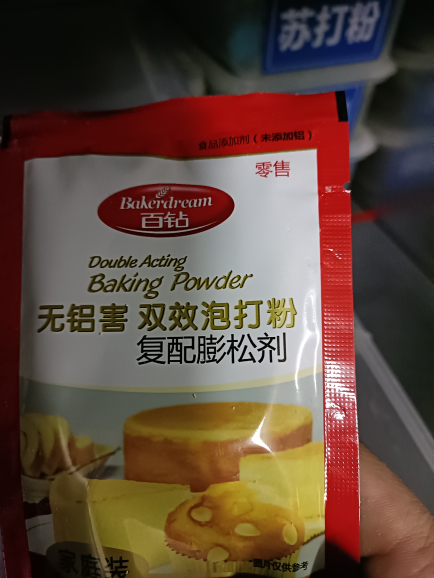 苏打粉
食品添加剂（未添加铝）
零售
Bakerdream
百钻
Double Acting
Baking Powder
无铝害 双效泡打粉
复配膨松剂
家庭装
图片仅供参考